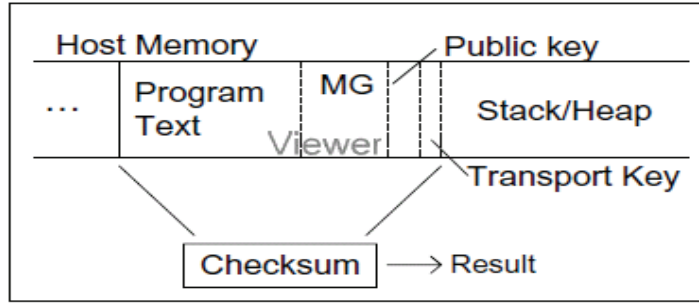 Host Memory
Public key
...
Program
Text
MG
Viewer
Stack/Heap
Transport Key
Checksum
Result